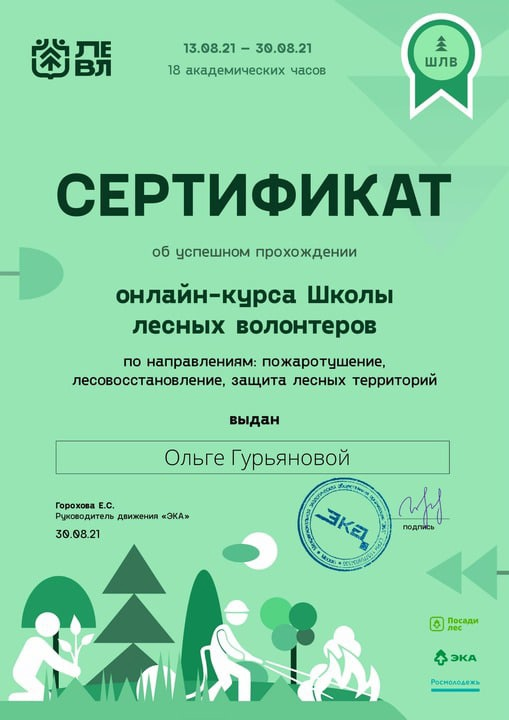 ЛЕ
ВЛ
13.08.21 – 30.08.21
18 академических часов
ШЛВ
СЕРТИФИКАТ
об успешном прохождении
онлайн-курса Школы
лесных волонтеров
по направлениям: пожаротушение,
лесовосстановление, защита лесных территорий
выдан
Ольге Гурьяновой
Горохова Е.С.
Руководитель движения «ЭКА»
30.08.21
ЭКА
подпись
Посади
лес
ЭКА
Росмолодежь